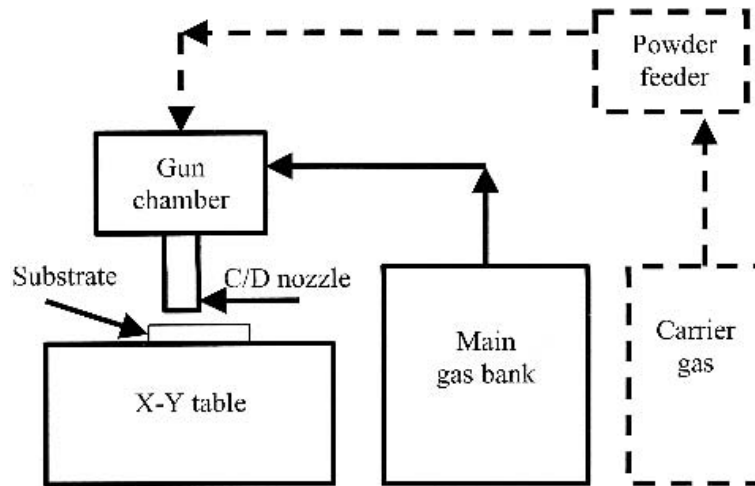 Powder
feeder
Gun
chamber
Substrate
C/D nozzle
Main
gas bank
Carrier
gas
X-Y table